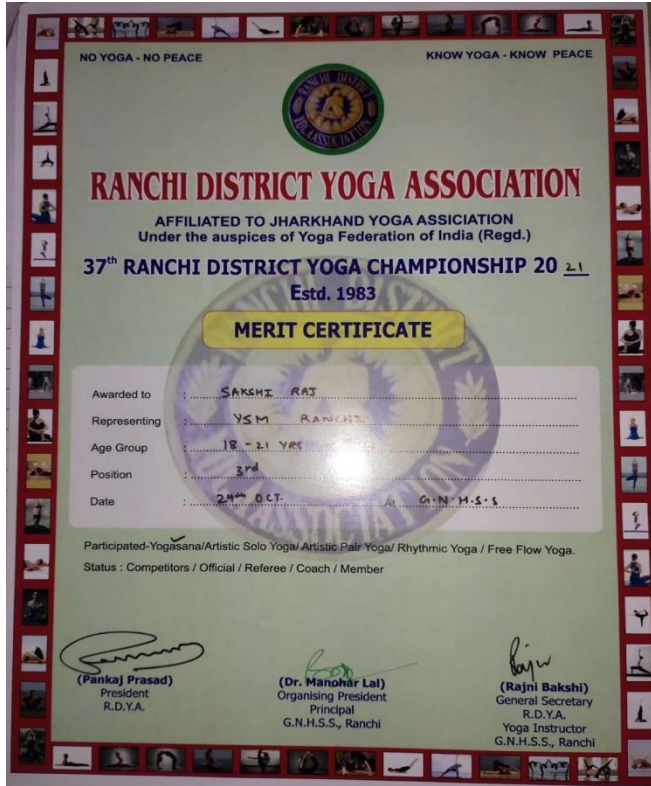 NO YOGA - NO PEACE
KNOW YOGA - KNOW PEACE
RANCHI DISTRICT
YOGA ASSOCIATION
RANCHI DISTRICT YOGA ASSOCIATION
AFFILIATED TO JHARKHAND YOGA ASSICIATION
Under the auspices of Yoga Federation of India (Regd.)
37th RANCHI DISTRICT YOGA CHAMPIONSHIP 20 21
Estd. 1983
MERIT CERTIFICATE
Awarded to : SAKSHI RAJ
Representing : YSM RANCHI
Age Group : 18 - 21 YRS
Position : 3rd
Date : 24th OCT. At G.N.H.S.S
Participated-Yogasana/Artistic Solo Yoga/ Artistic Pair Yoga/ Rhythmic Yoga / Free Flow Yoga.
Status : Competitors / Official / Referee / Coach / Member
(Pankaj Prasad)
President
R.D.Y.A.
(Dr. Manohar Lal)
Organising President
Principal
G.N.H.S.S., Ranchi
(Rajni Bakshi)
General Secretary
R.D.Y.A.
Yoga Instructor
G.N.H.S.S., Ranchi